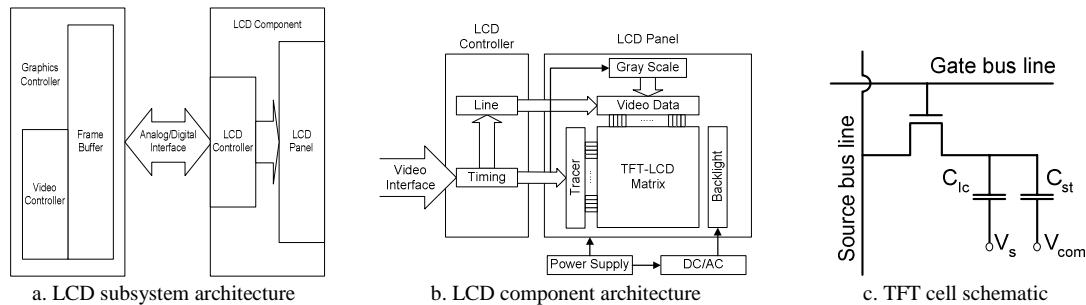 LCD Component
Graphics
Controller
Frame
Buffer
Video
Controller
Analog/Digital
Interface
LCD
Controller
LCD
Panel
a. LCD subsystem architecture
LCD
Controller
LCD Panel
Gray Scale
Line
Video Data
.....
Video
Interface
Timing
Tracer
......
TFT-LCD
Matrix
Backlight
Power Supply
DC/AC
b. LCD component architecture
Gate bus line
Source bus line
Clc
Cst
Vs
Vcom
c. TFT cell schematic